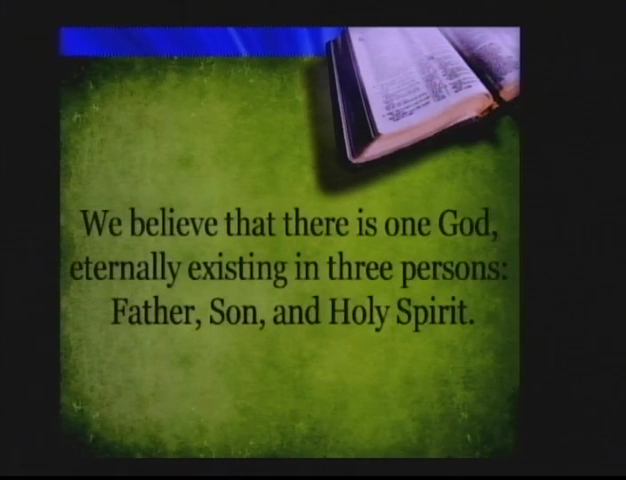 We believe that there is one God,
eternally existing in three persons:
Father, Son, and Holy Spirit.